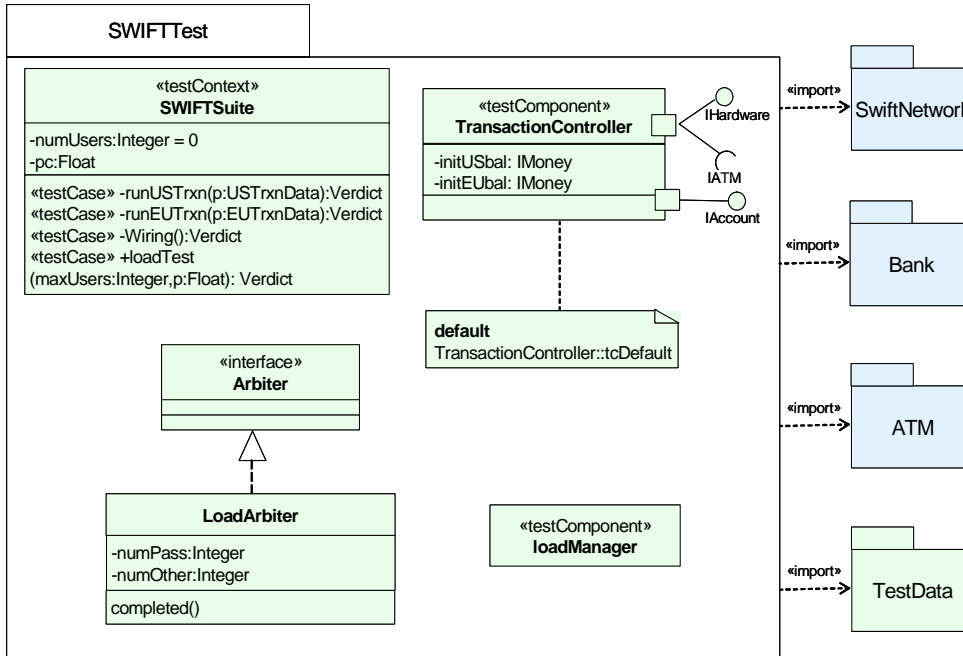 SWIFTTest
«testContext»
SWIFTSuite
-numUsers:Integer = 0
-pc:Float
«testCase» -runUSTrxn(p:USTrxnData):Verdict
«testCase» -runEUTrxn(p:EUTrxnData):Verdict
«testCase» -Wiring():Verdict
«testCase» +loadTest
(maxUsers:Integer,p:Float): Verdict
«testComponent»
TransactionController
-initUSbal: IMoney
-initEUbal: IMoney
IHardware
IATM
IAccount
default
TransactionController::tcDefault
«interface»
Arbiter
LoadArbiter
-numPass:Integer
-numOther:Integer
completed()
«testComponent»
loadManager
«import»
SwiftNetwork
«import»
Bank
«import»
ATM
«import»
TestData